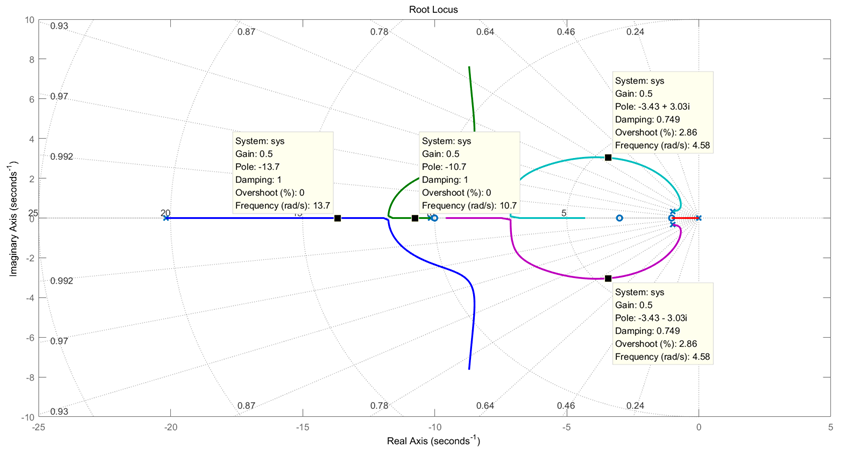 Root Locus
0.93
0.87
0.78
0.64
0.46
0.24
0.97
0.992
25
20
5
0.992
0.97
0.93
0.87
0.78
0.64
0.46
0.24
System: sys
Gain: 0.5
Pole: -13.7
Damping: 1
Overshoot (%): 0
Frequency (rad/s): 13.7
System: sys
Gain: 0.5
Pole: -10.7
Damping: 1
Overshoot (%): 0
Frequency (rad/s): 10.7
System: sys
Gain: 0.5
Pole: -3.43 + 3.03i
Damping: 0.749
Overshoot (%): 2.86
Frequency (rad/s): 4.58
System: sys
Gain: 0.5
Pole: -3.43 - 3.03i
Damping: 0.749
Overshoot (%): 2.86
Frequency (rad/s): 4.58
10
8
6
4
2
0
-2
-4
-6
-8
-10
-25
-20
-15
-10
-5
0
5
Imaginary Axis (seconds⁻¹)
Real Axis (seconds⁻¹)